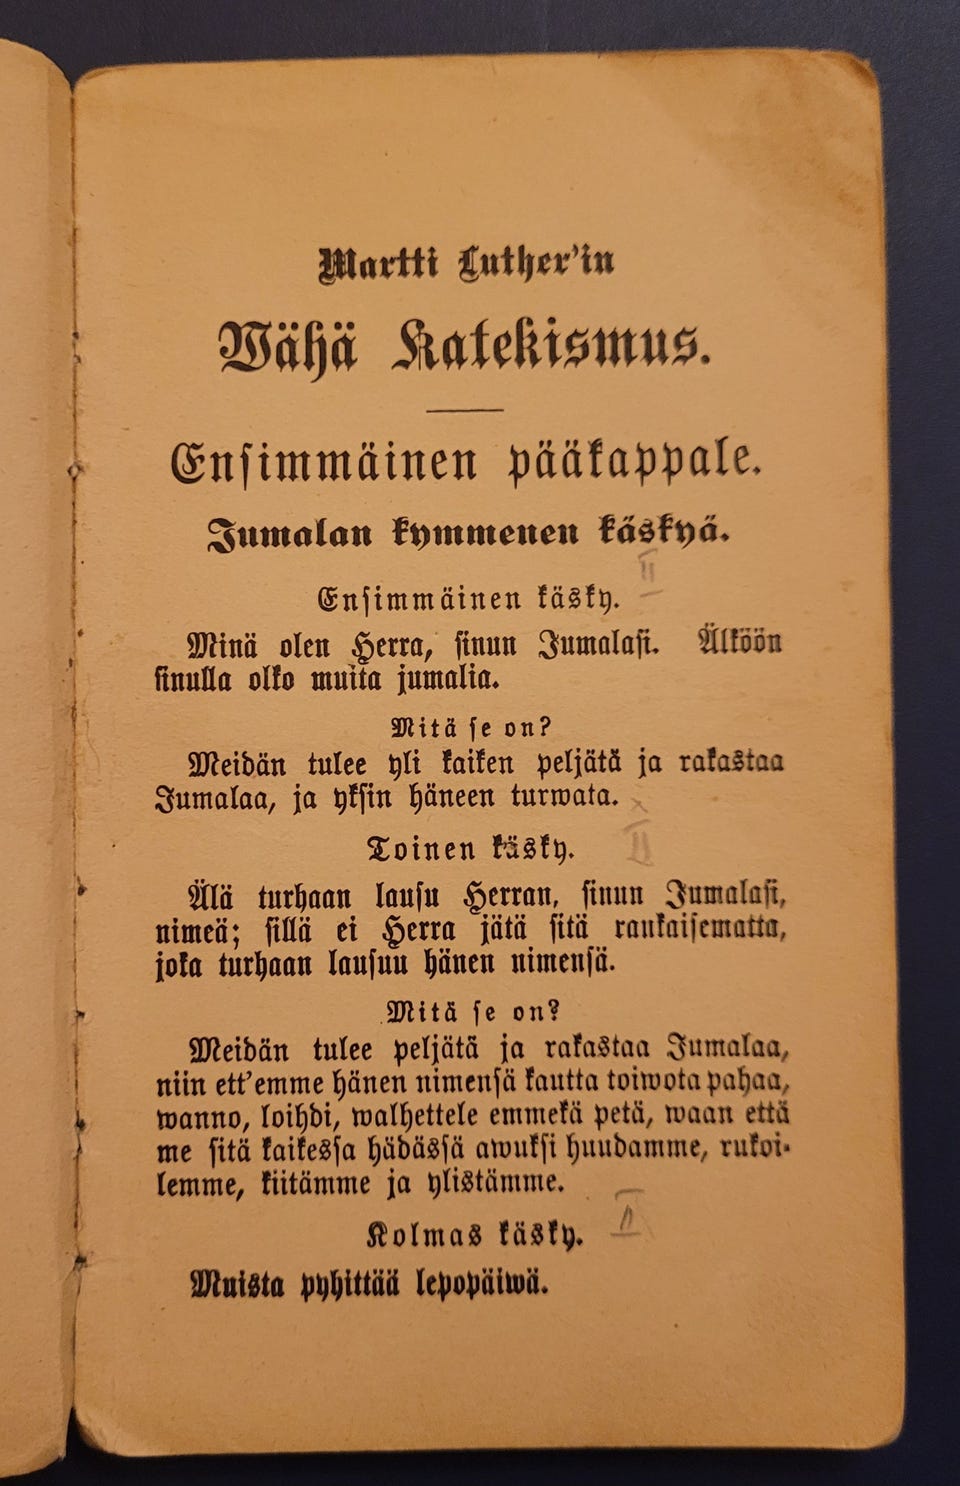 Martti Luther'in
Wähä Katekismus.
Ensimmäinen pääkappale.
Jumalan kymmenen käskyä.
II
Ensimmäinen käsky.
Minä olen Herra, sinun Jumalasi. Älköön
sinulla olko muita jumalia.
Mitä se on?
Meidän tulee yli kaiken peljätä ja rakastaa
Jumalaa, ja yksin häneen turwata.
x
Toinen käsky.
II
Älä turhaan lausu Herran, sinun Jumalasi,
nimeä; sillä ei Herra jätä sitä rankaisematta,
joka turhaan lausuu hänen nimensä.
Mitä se on?
Meidän tulee peljätä ja rakastaa Jumalaa,
niin ett'emme hänen nimensä kautta toiwota pahaa,
wanno, loihdi, walhettele emmekä petä, waan että
me sitä kaikessa hädässä awuksi huudamme, rukoi-
lemme, kiitämme ja ylistämme.
Kolmas käsky.
II
Muista pyhittää lepopäiwä.